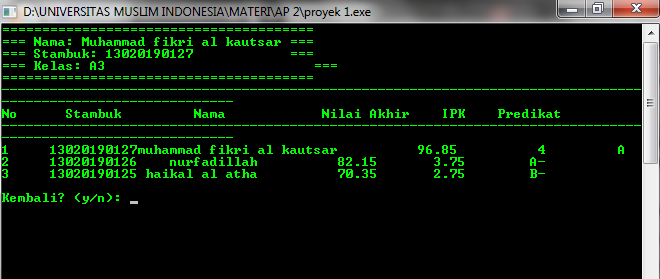 D:\UNIVERSITAS MUSLIM INDONESIA\MATERI\AP 2\proyek 1.exe
===================================
=== Nama: Muhammad fikri al kautsar ===
=== Stambuk: 13020190127 ===
=== Kelas: A3 ===
===================================
--------------------------------------------------------------------------------
-----------------------------
No Stambuk Nama Nilai Akhir IPK Predikat
--------------------------------------------------------------------------------
-----------------------------
1 13020190127muhammad fikri al kautsar 96.85 4 A
2 13020190126 nurfadillah 82.15 3.75 A-
3 13020190125 haikal al atha 70.35 2.75 B-
Kembali? (y/n): _